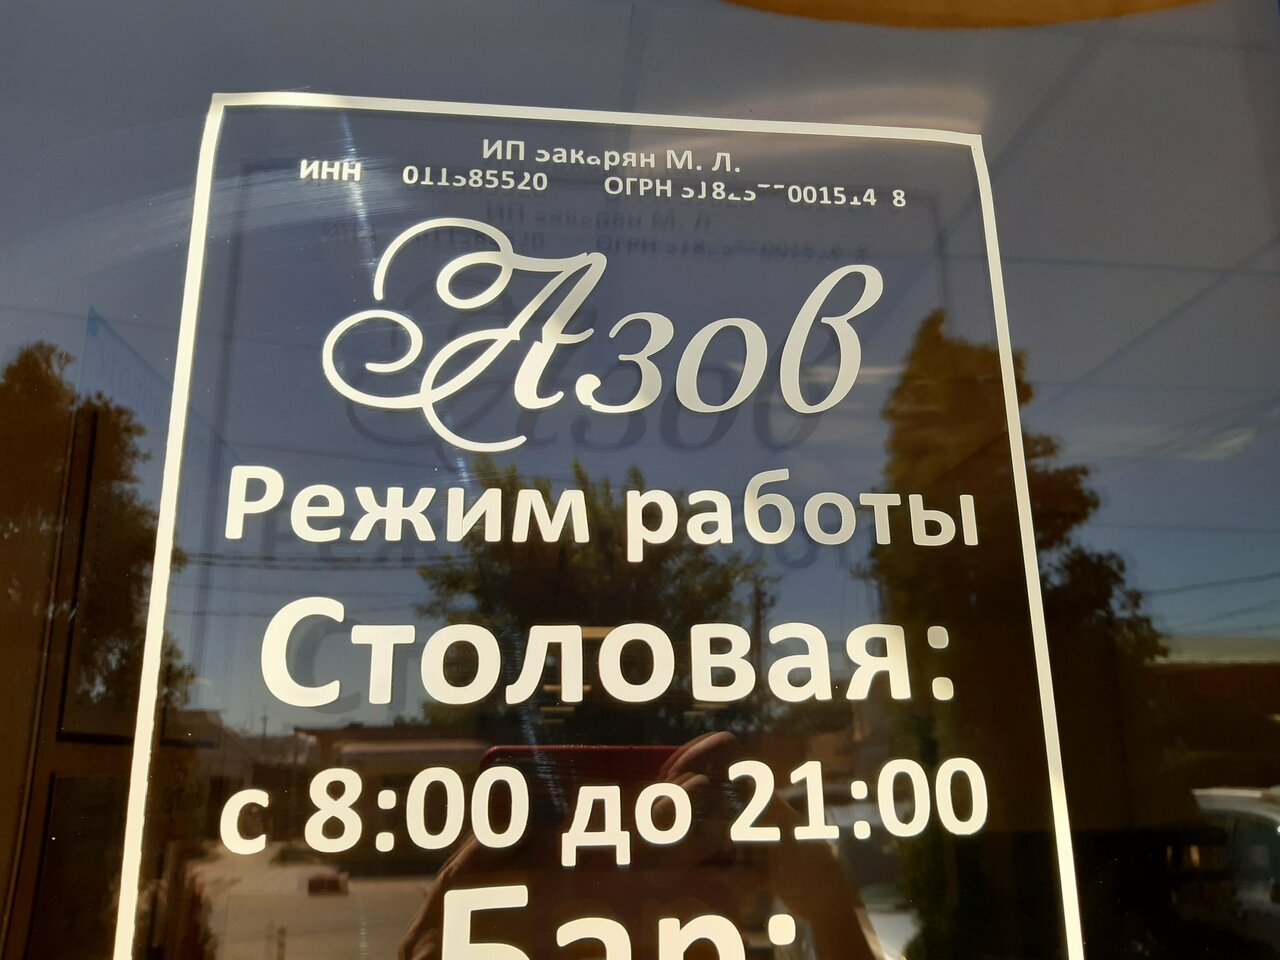 ИП Закарян М. Л.
ИНН ОГРН
Азов
Режим работы
Столовая:
с 8:00 до 21:00
Бар: